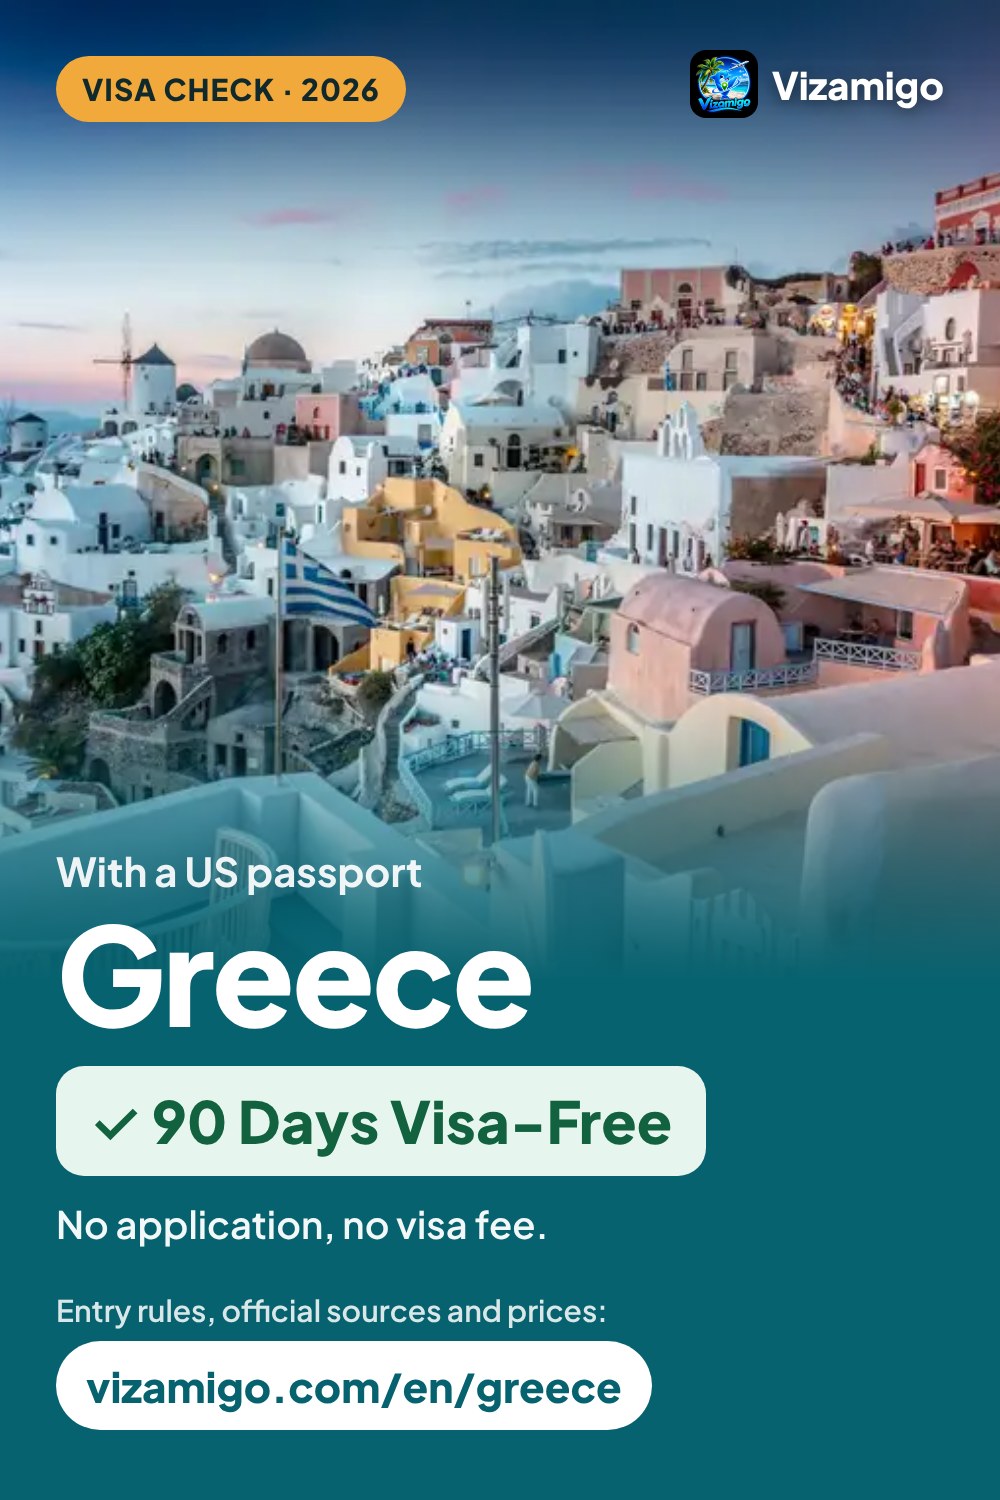 VISA CHECK · 2026
Vizamigo
Vizamigo
With a US passport
Greece
✓ 90 Days Visa-Free
No application, no visa fee.
Entry rules, official sources and prices:
vizamigo.com/en/greece